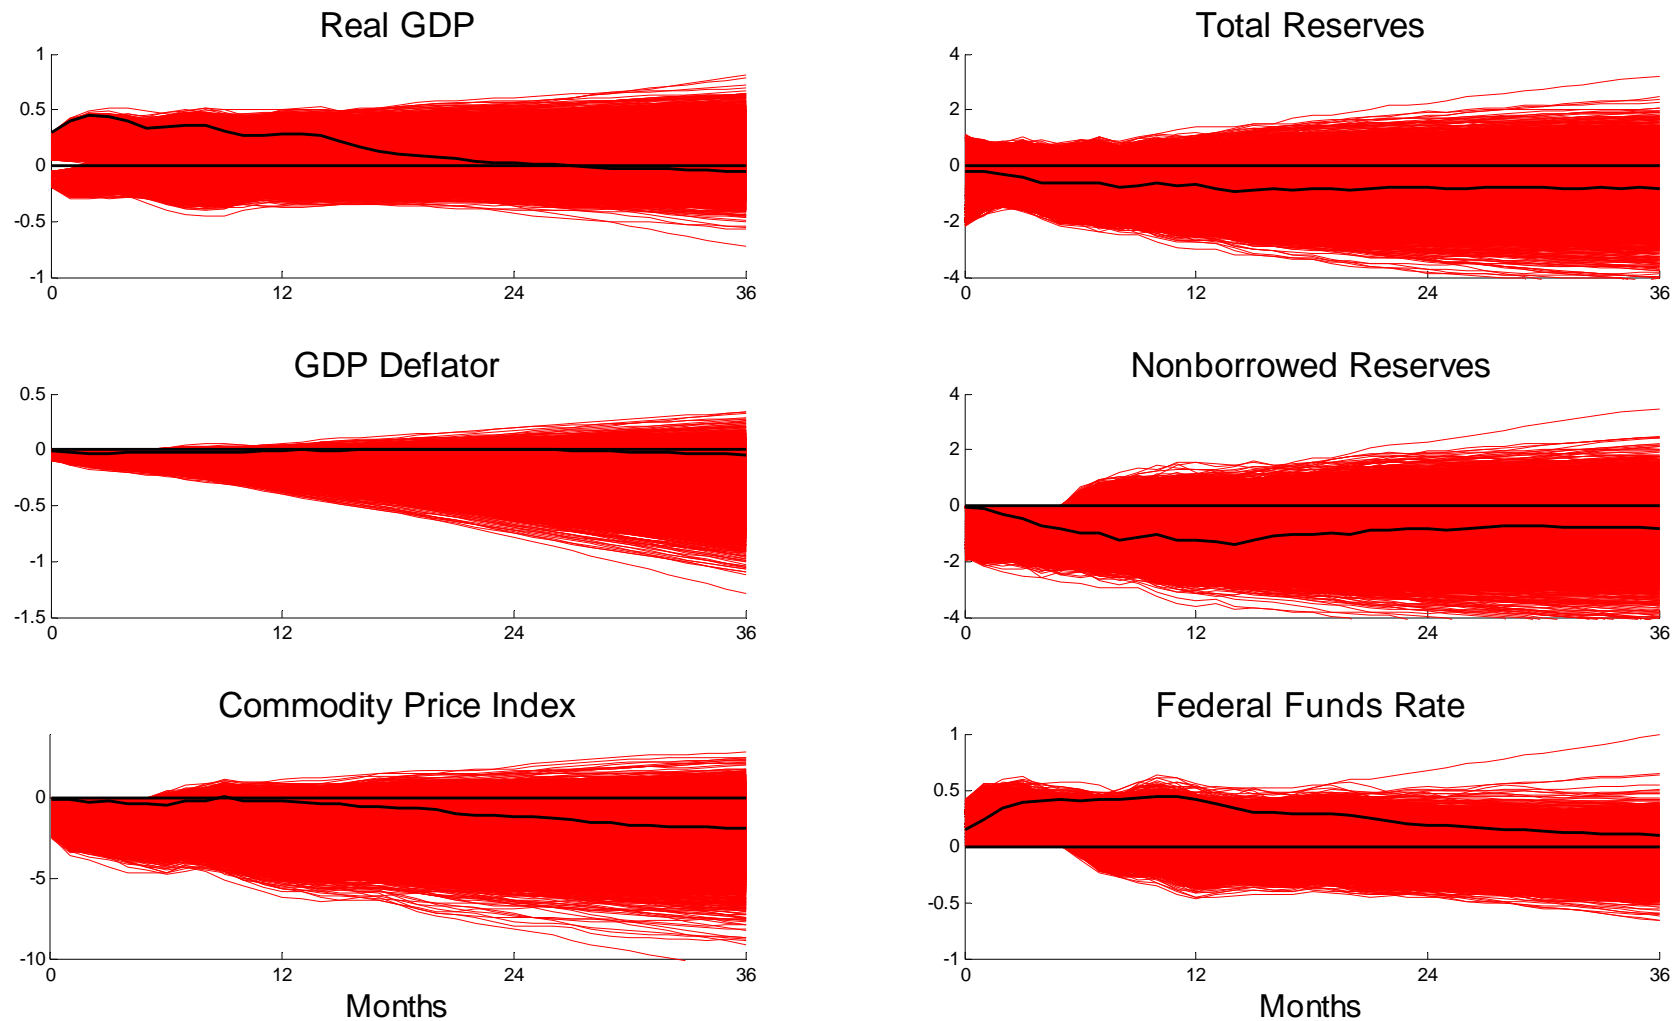 Real GDP
1
0.5
0
-0.5
-1
0 12 24 36
Total Reserves
4
2
0
-2
-4
0 12 24 36
GDP Deflator
0.5
0
-0.5
-1
-1.5
0 12 24 36
Nonborrowed Reserves
4
2
0
-2
-4
0 12 24 36
Commodity Price Index
0
-5
-10
0 12 24 36
Months
Federal Funds Rate
1
0.5
0
-0.5
-1
0 12 24 36
Months